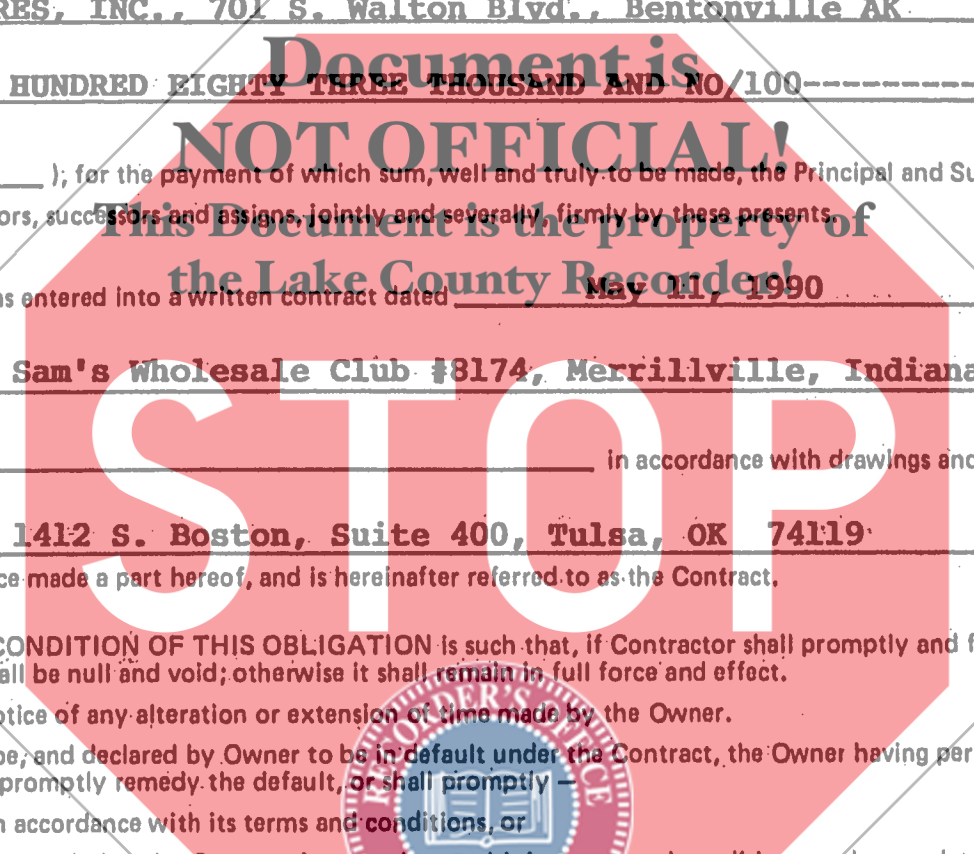 RES, INC., 701 S. Walton Blvd., Bentonville AK
Document is
HUNDRED EIGHTY THREE THOUSAND AND NO/100----------
NOT OFFICIAL!
); for the payment of which sum, well and truly to be made, the Principal and Su
ors, successors and assigns, jointly and severally, firmly by these presents.
This Document is the property of
the Lake County Recorder!
as entered into a written contract dated May 11, 1990
Sam's Wholesale Club #8174, Merrillville, Indiana
STOP
in accordance with drawings and
1412 S. Boston, Suite 400, Tulsa, OK 74119
ce made a part hereof, and is hereinafter referred to as the Contract.
CONDITION OF THIS OBLIGATION is such that, if Contractor shall promptly and f
all be null and void; otherwise it shall remain in full force and effect.
otice of any alteration or extension of time made by the Owner.
be, and declared by Owner to be in default under the Contract, the Owner having per
promptly remedy the default, or shall promptly —
RECORDER'S OFFICE
n accordance with its terms and conditions, or